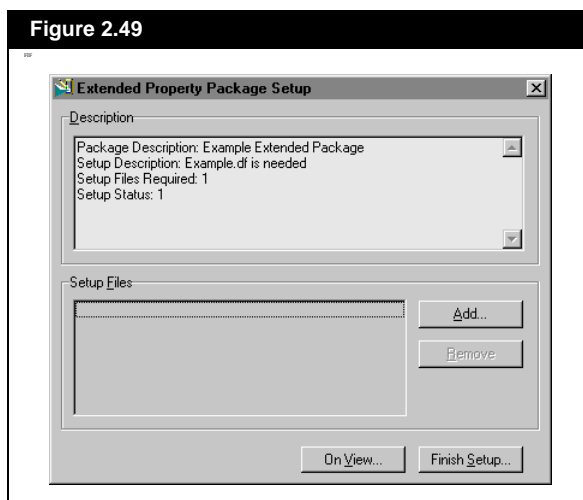 Figure 2.49
Extended Property Package Setup
Description
Package Description: Example Extended Package
Setup Description: Example.df is needed
Setup Files Required: 1
Setup Status: 1
Setup Files
Add...
Remove
On View...
Finish Setup...